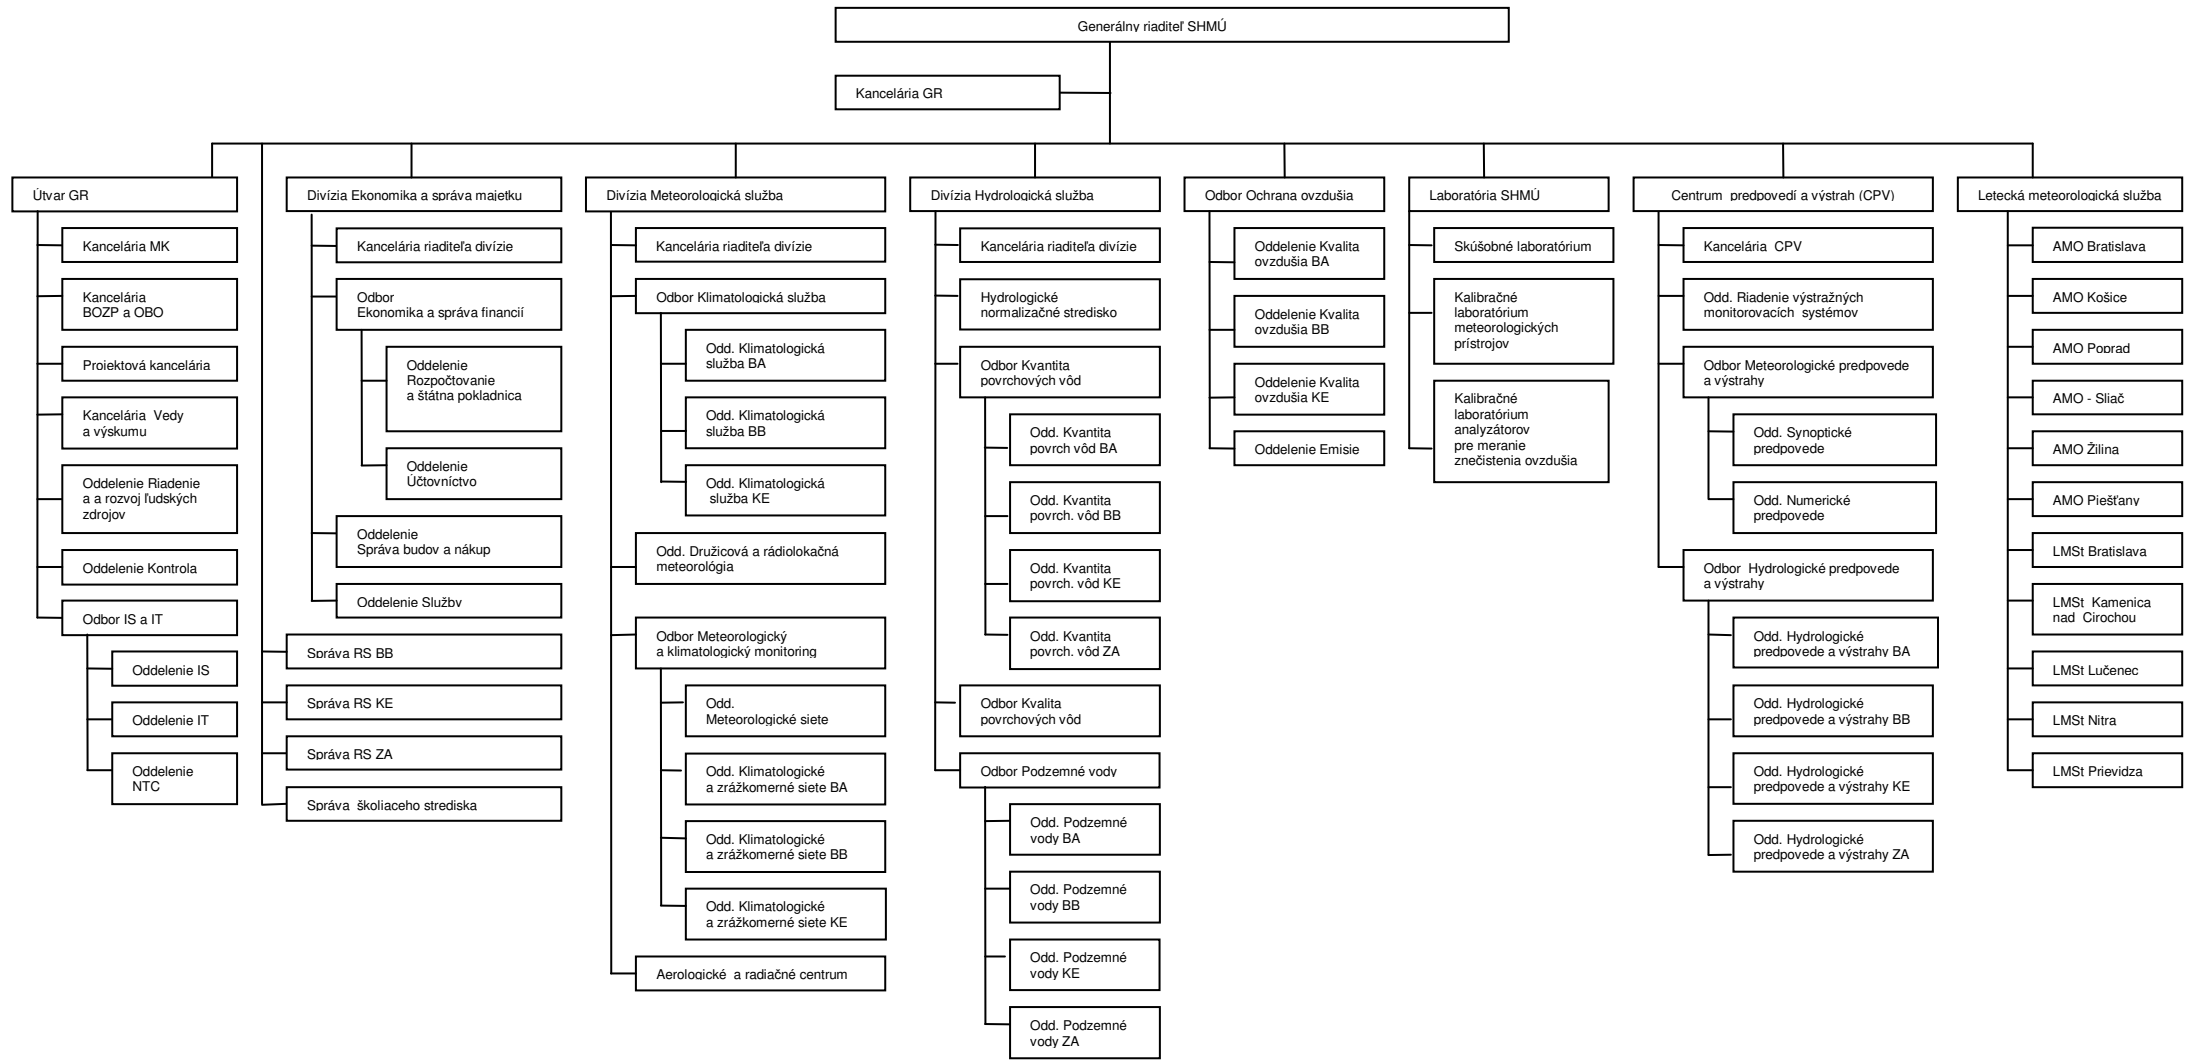 Generálny riaditeľ SHMÚ
Kancelária GR
Útvar GR
Kancelária MK
Kancelária
BOZP a OBO
Projektová kancelária
Kancelária Vedy
a výskumu
Oddelenie Riadenie
a a rozvoj ľudských
zdrojov
Oddelenie Kontrola
Odbor IS a IT
Oddelenie IS
Oddelenie IT
Oddelenie
NTC
Divízia Ekonomika a správa majetku
Kancelária riaditeľa divízie
Odbor
Ekonomika a správa financií
Oddelenie
Rozpočtovanie
a štátna pokladnica
Oddelenie
Účtovníctvo
Oddelenie
Správa budov a nákup
Oddelenie Služby
Správa RS BB
Správa RS KE
Správa RS ZA
Správa školiaceho strediska
Divízia Meteorologická služba
Kancelária riaditeľa divízie
Odbor Klimatologická služba
Odd. Klimatologická
služba BA
Odd. Klimatologická
služba BB
Odd. Klimatologická
služba KE
Odd. Družicová a rádiolokačná
meteorológia
Odbor Meteorologický
a klimatologický monitoring
Odd.
Meteorologické siete
Odd. Klimatologické
a zrážkomerné siete BA
Odd. Klimatologické
a zrážkomerné siete BB
Odd. Klimatologické
a zrážkomerné siete KE
Aerologické a radiačné centrum
Divízia Hydrologická služba
Kancelária riaditeľa divízie
Hydrologické
normalizačné stredisko
Odbor Kvantita
povrchových vôd
Odd. Kvantita
povrch vôd BA
Odd. Kvantita
povrch. vôd BB
Odd. Kvantita
povrch. vôd KE
Odd. Kvantita
povrch. vôd ZA
Odbor Kvalita
povrchových vôd
Odbor Podzemné vody
Odd. Podzemné
vody BA
Odd. Podzemné
vody BB
Odd. Podzemné
vody KE
Odd. Podzemné
vody ZA
Odbor Ochrana ovzdušia
Oddelenie Kvalita
ovzdušia BA
Oddelenie Kvalita
ovzdušia BB
Oddelenie Kvalita
ovzdušia KE
Oddelenie Emisie
Laboratória SHMÚ
Skúšobné laboratórium
Kalibračné
laboratórium
meteorologických
prístrojov
Kalibračné
laboratórium
analyzátorov
pre meranie
znečistenia ovzdušia
Centrum predpovedí a výstrah (CPV)
Kancelária CPV
Odd. Riadenie výstražných
monitorovacích systémov
Odbor Meteorologické predpovede
a výstrahy
Odd. Synoptické
predpovede
Odd. Numerické
predpovede
Odbor Hydrologické predpovede
a výstrahy
Odd. Hydrologické
predpovede a výstrahy BA
Odd. Hydrologické
predpovede a výstrahy BB
Odd. Hydrologické
predpovede a výstrahy KE
Odd. Hydrologické
predpovede a výstrahy ZA
Letecká meteorologická služba
AMO Bratislava
AMO Košice
AMO Poprad
AMO - Sliač
AMO Žilina
AMO Piešťany
LMSt Bratislava
LMSt Kamenica
nad Cirochou
LMSt Lučenec
LMSt Nitra
LMSt Prievidza